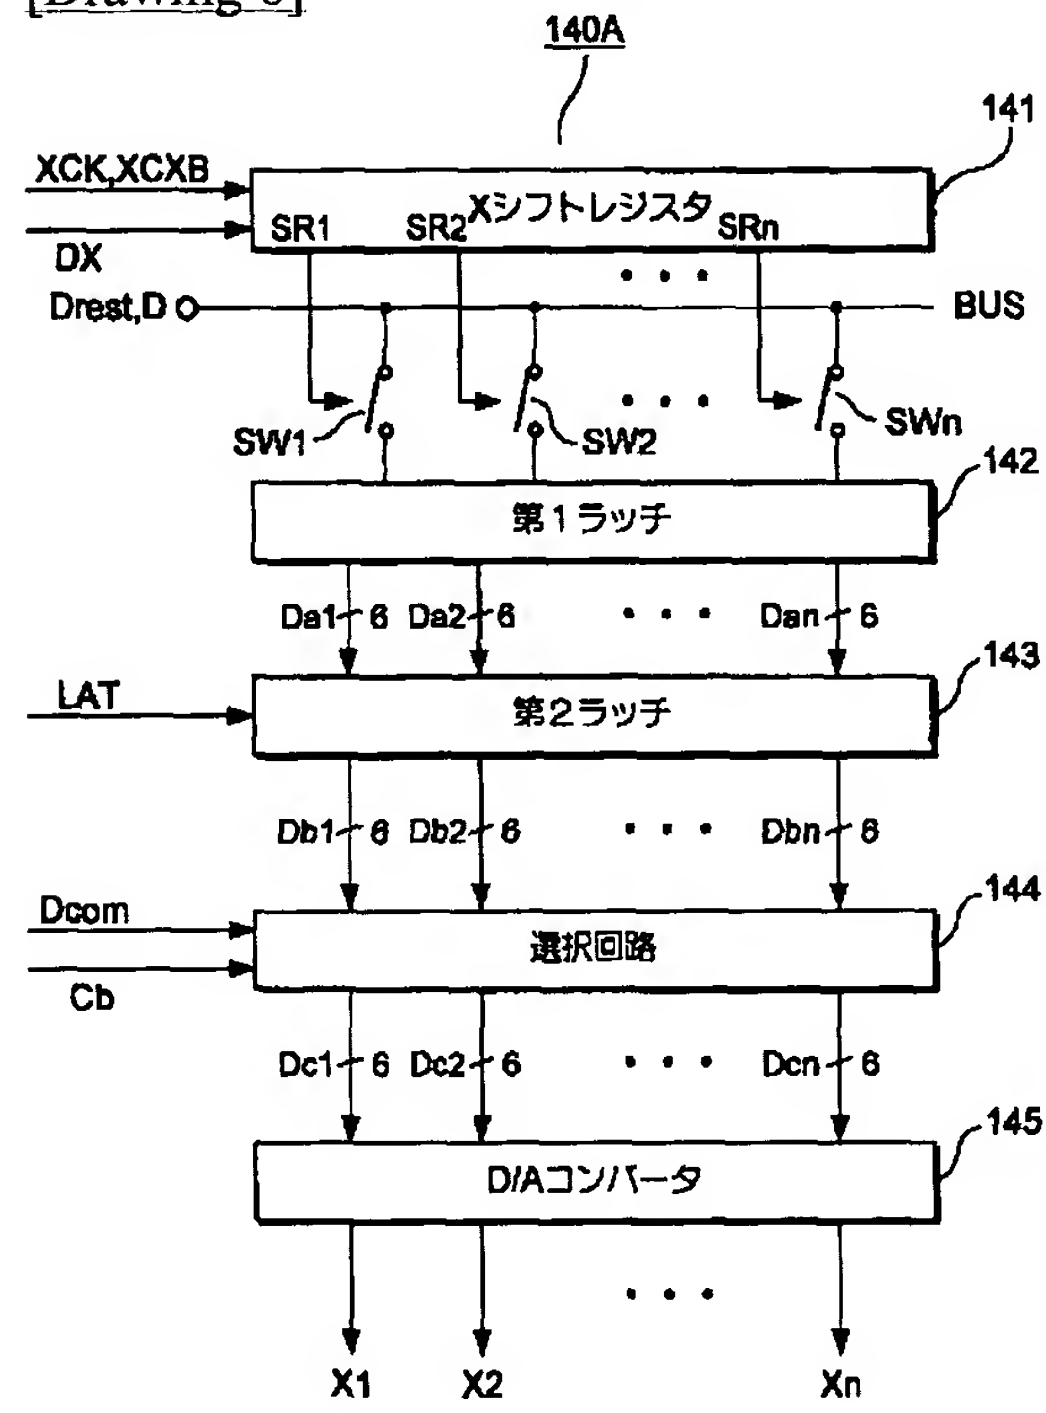 [Drawing 6]
140A
141
XCK,XCXB
Xシフトレジスタ
SR1 SR2 SRn
DX
Drest,D
BUS
SW1
SW2
SWn
142
第1ラッチ
Da1 6 Da2 6 Dan 6
143
LAT
第2ラッチ
Db1 6 Db2 6 Dbn 6
144
Dcom
選択回路
Cb
Dc1 6 Dc2 6 Dcn 6
145
D/Aコンバータ
X1 X2 Xn